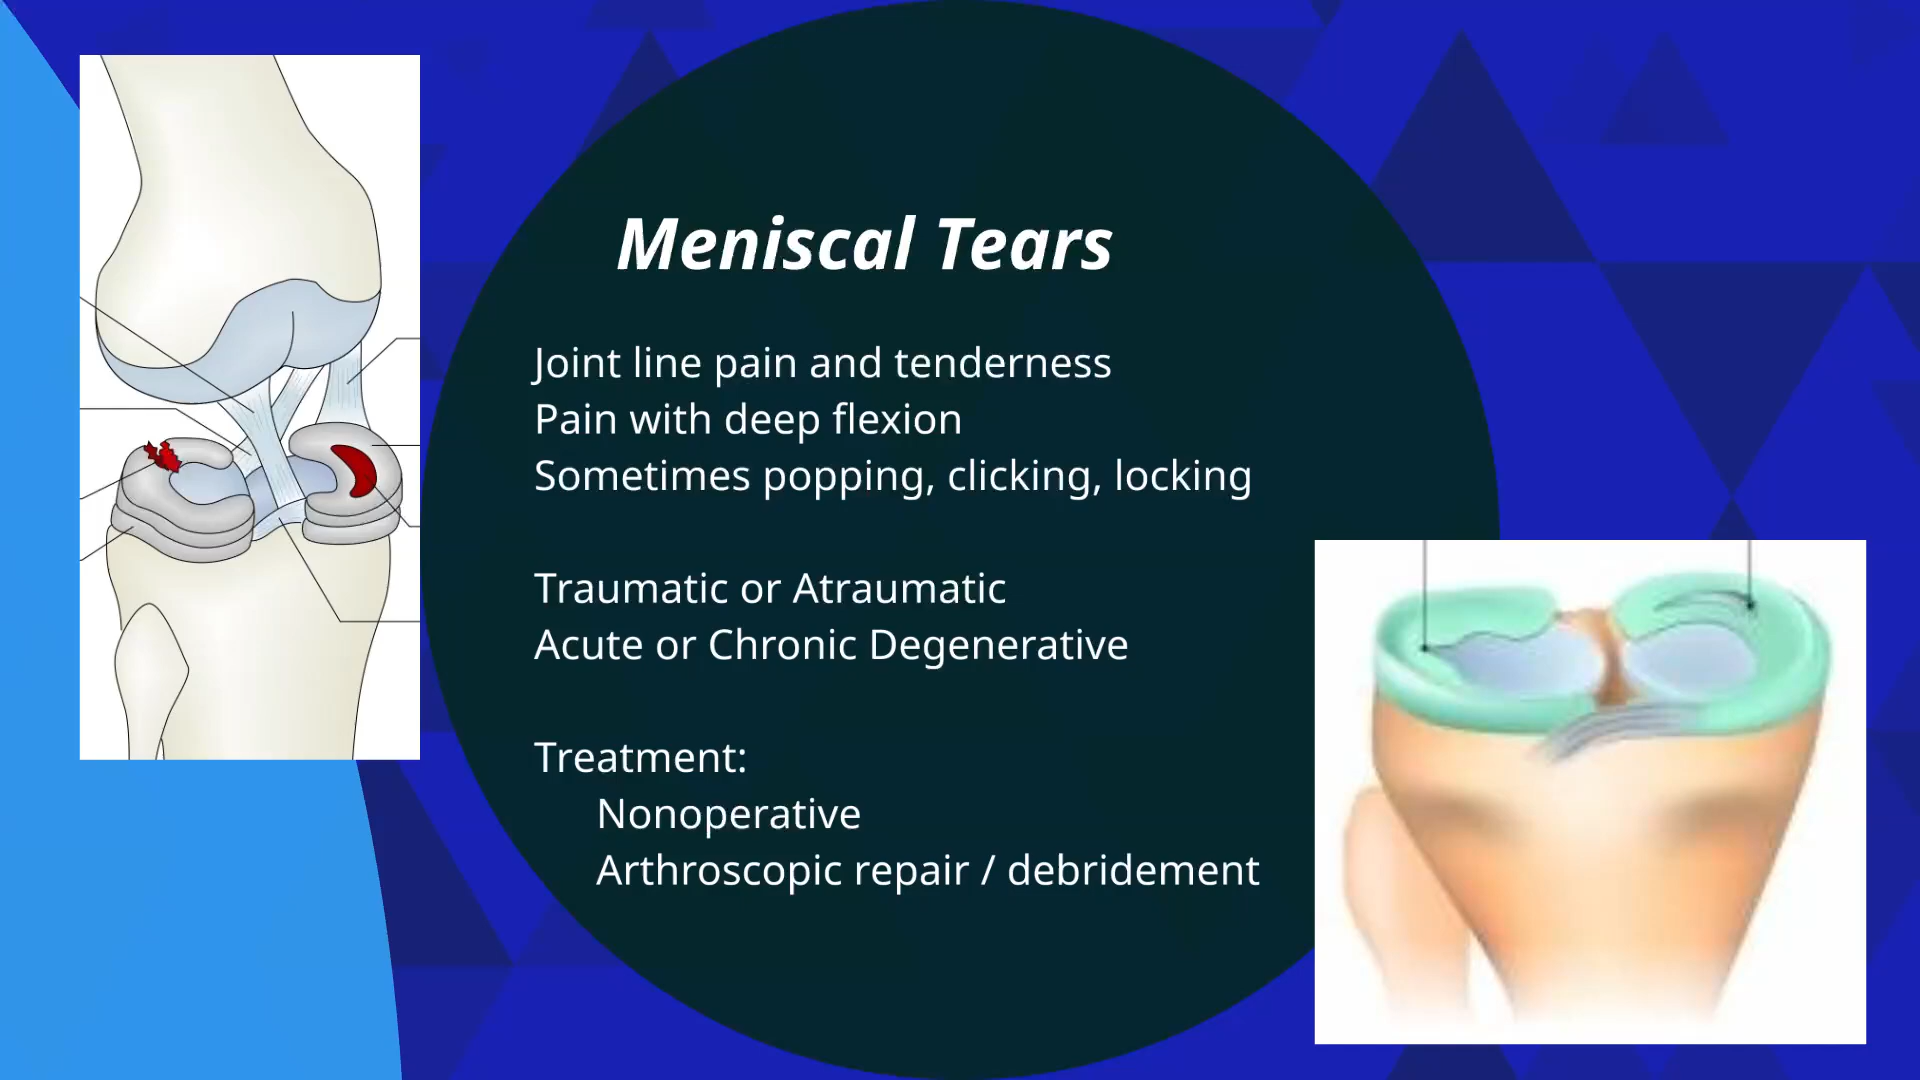 Meniscal Tears
Joint line pain and tenderness
Pain with deep flexion
Sometimes popping, clicking, locking
Traumatic or Atraumatic
Acute or Chronic Degenerative
Treatment:
Nonoperative
Arthroscopic repair / debridement